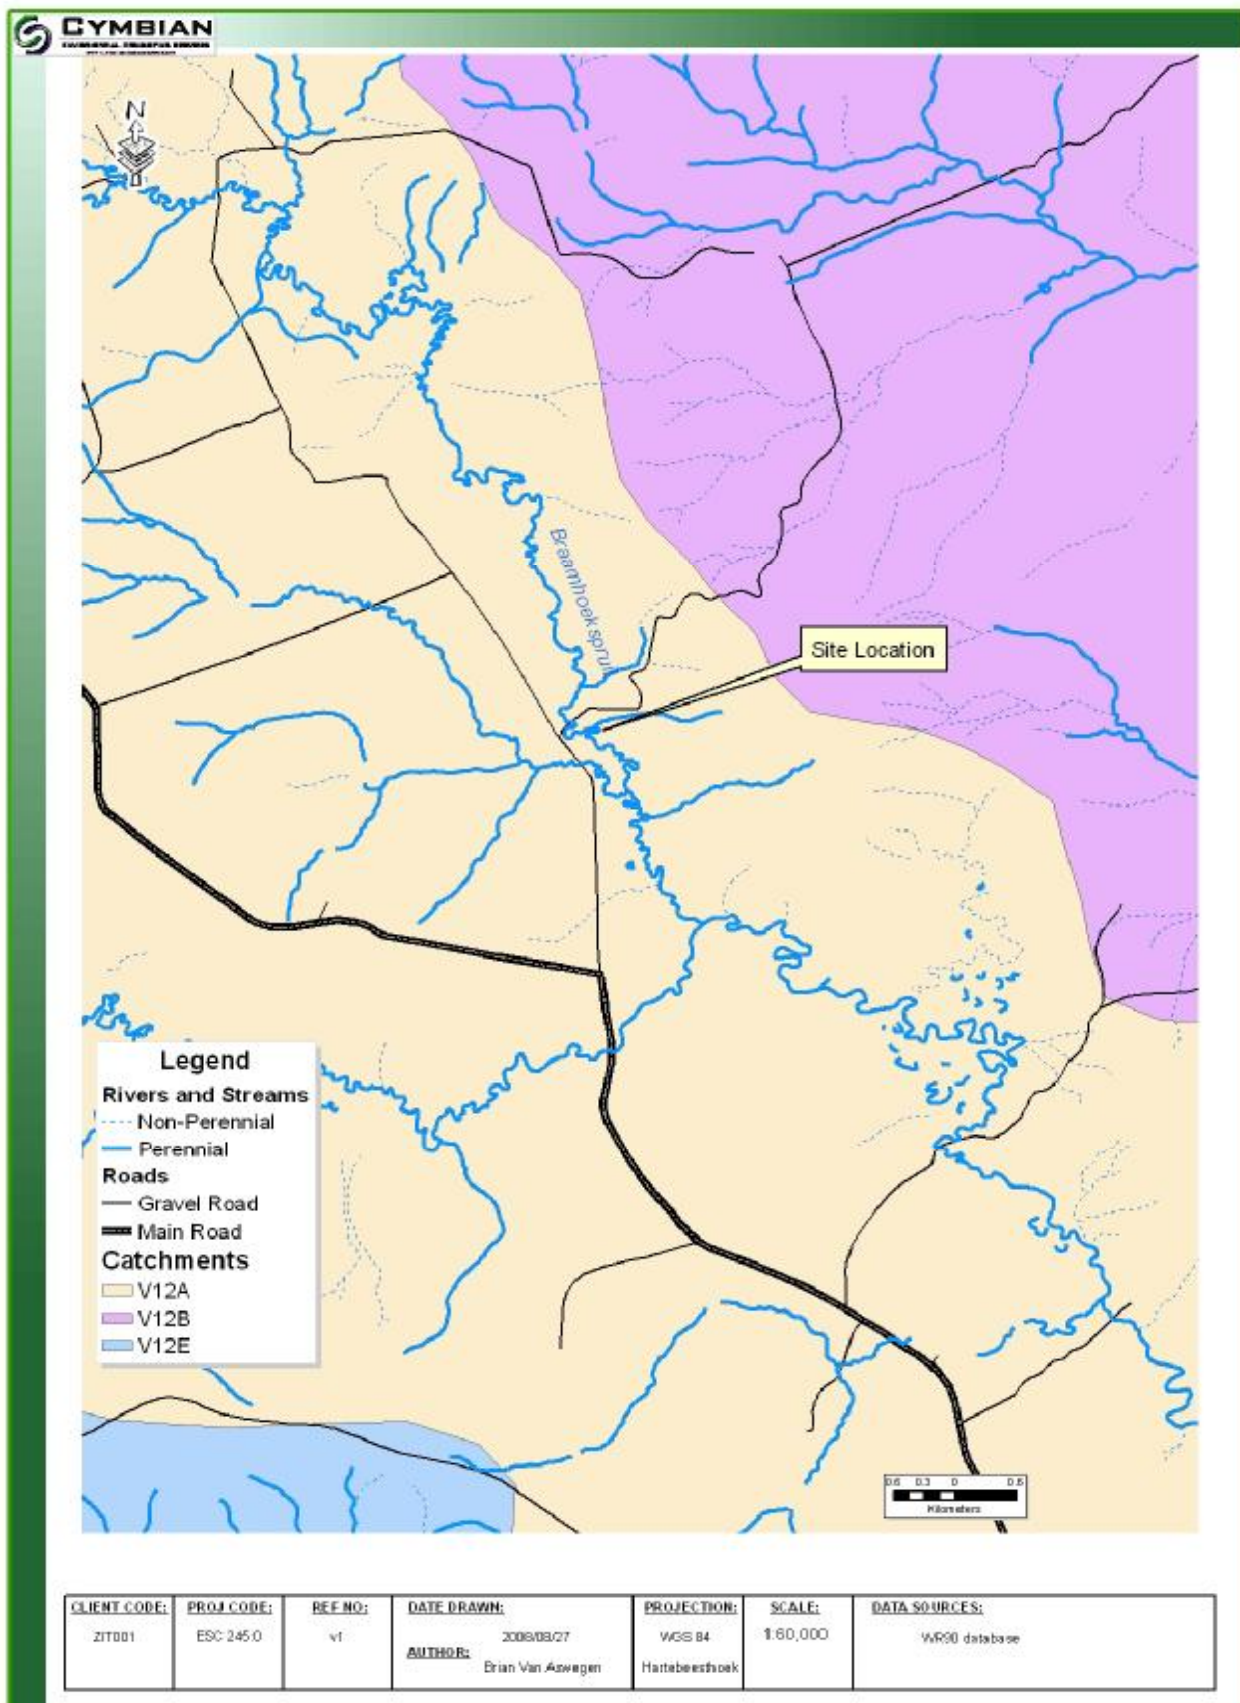 CYMBIAN
N
Braamhoekspruit
Site Location
Legend
Rivers and Streams
Non-Perennial
Perennial
Roads
Gravel Road
Main Road
Catchments
V12A
V12B
V12E
0.6 0.3 0 0.6
Kilometers
CLIENT CODE: PROJ CODE: REF NO: DATE DRAWN: PROJECTION: SCALE: DATA SOURCES:
ZIT001 ESC 245.0 v1 2008/08/27 WGS 84 1:60,000 WR90 database
AUTHOR: Brian Van Aswegen Hartebeesthoek